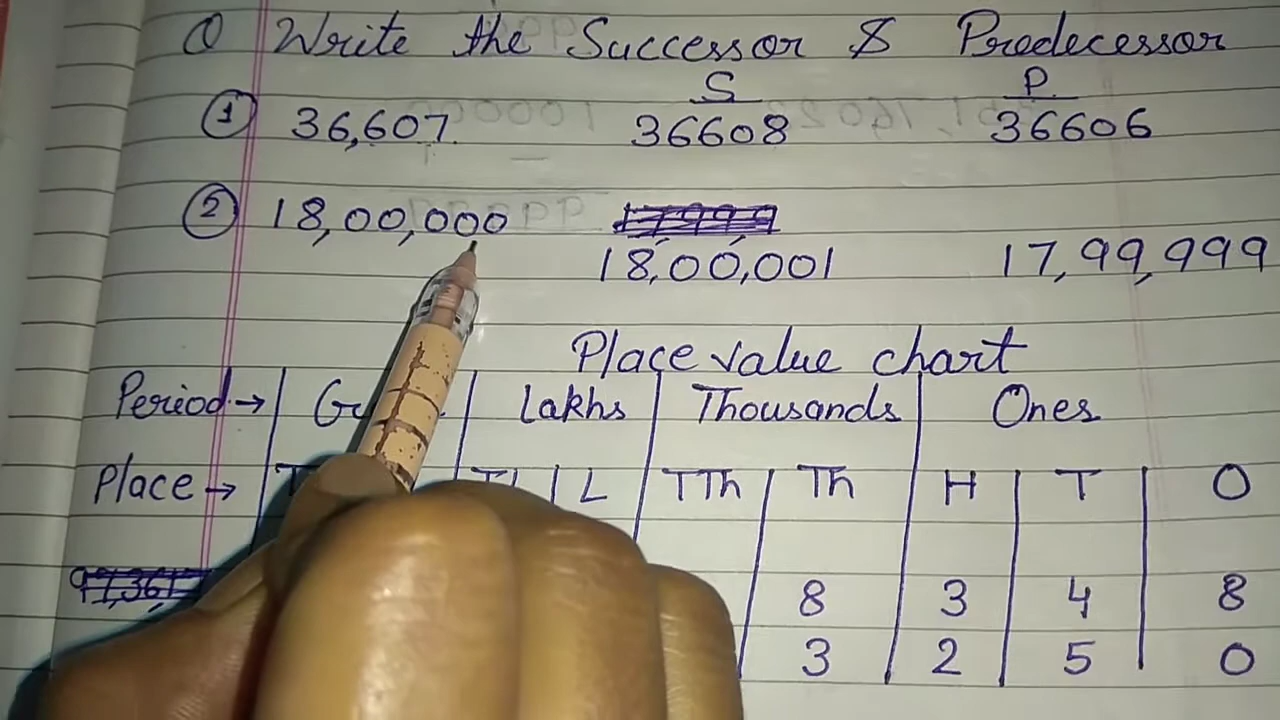 Q Write the Successor & Predecessor
S P
① 36,607 36608 36606
② 18,00,000
18,00,001 17,99,999
Place value chart
Period → Lakhs Thousands Ones
Place → L TTh Th H T O
8 3 4 8
3 2 5 0